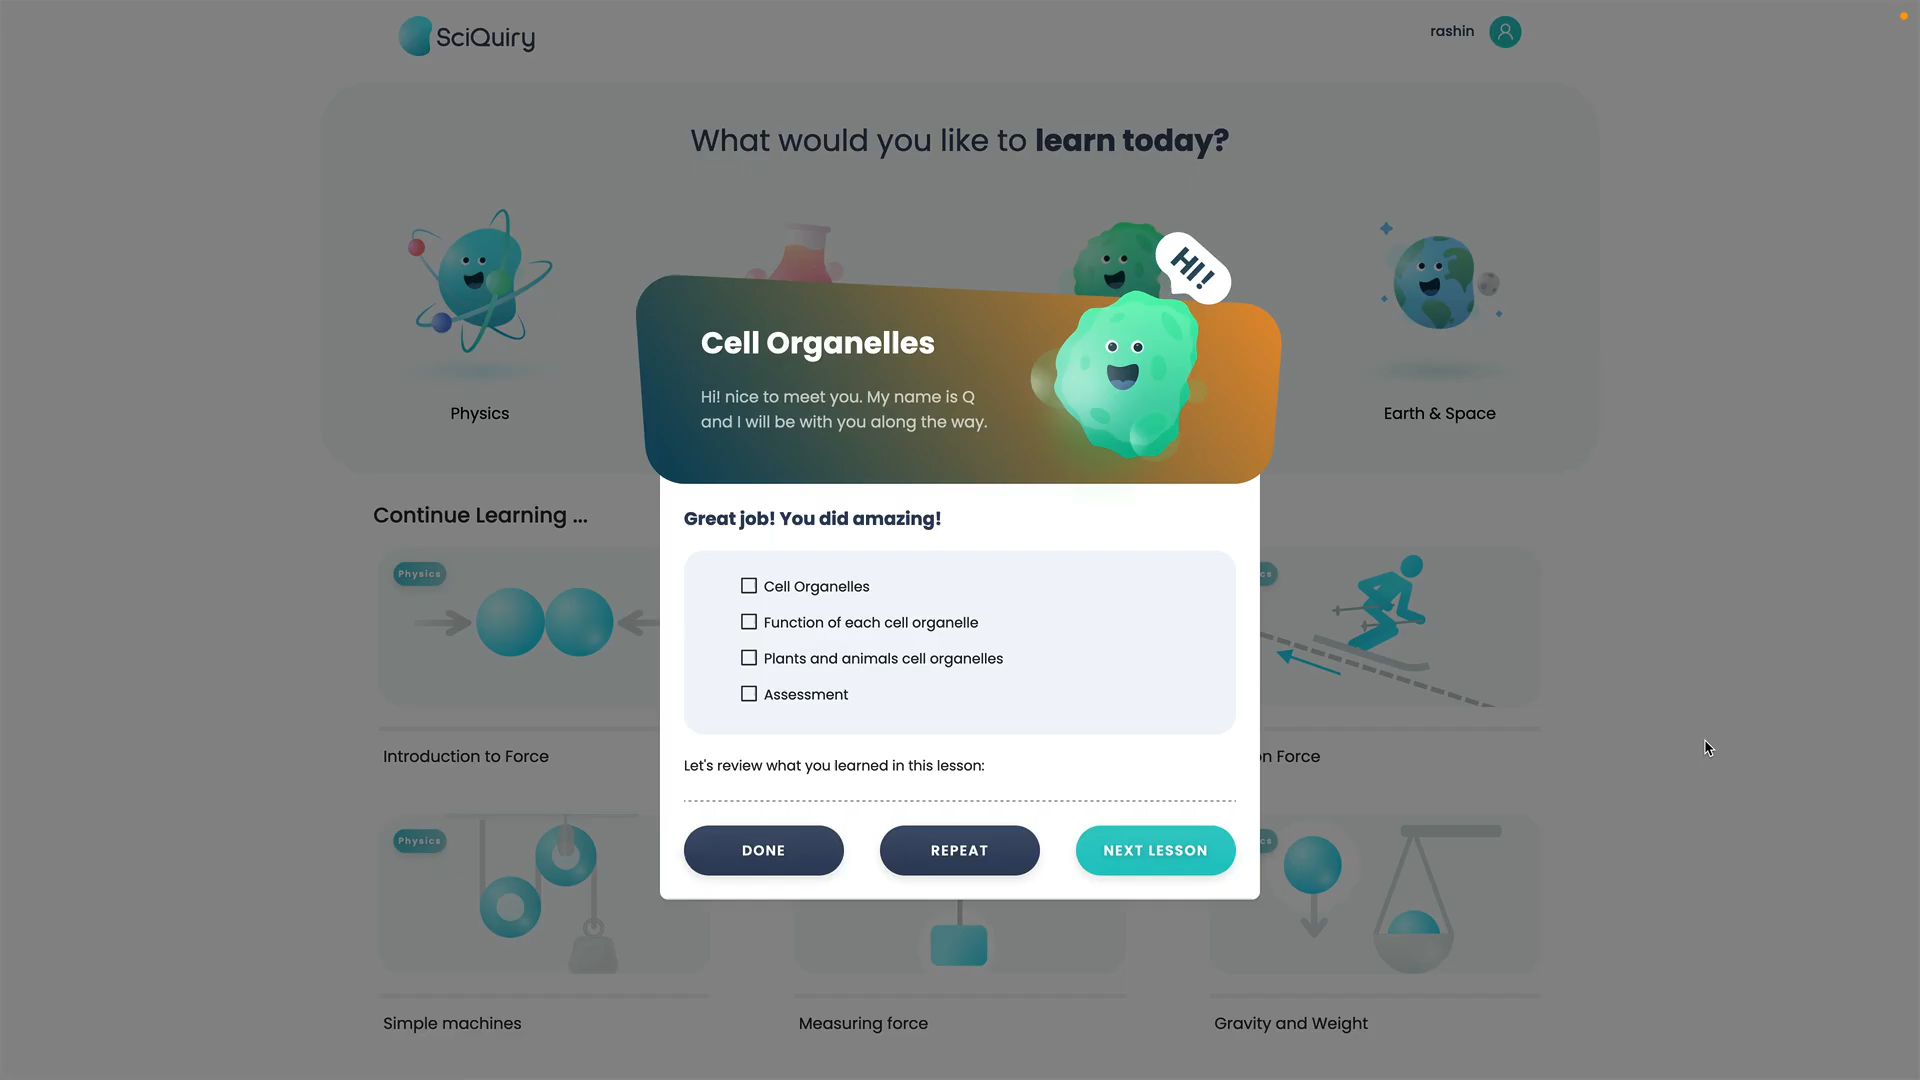 SciQuiry
rashin
What would you like to learn today?
HI!
Physics
Earth & Space
Cell Organelles
Hi! nice to meet you. My name is Q
and I will be with you along the way.
Continue Learning ...
Great job! You did amazing!
Cell Organelles
Function of each cell organelle
Plants and animals cell organelles
Assessment
Let's review what you learned in this lesson:
DONE
REPEAT
NEXT LESSON
Physics
cs
Introduction to Force
on Force
Physics
cs
Simple machines
Measuring force
Gravity and Weight